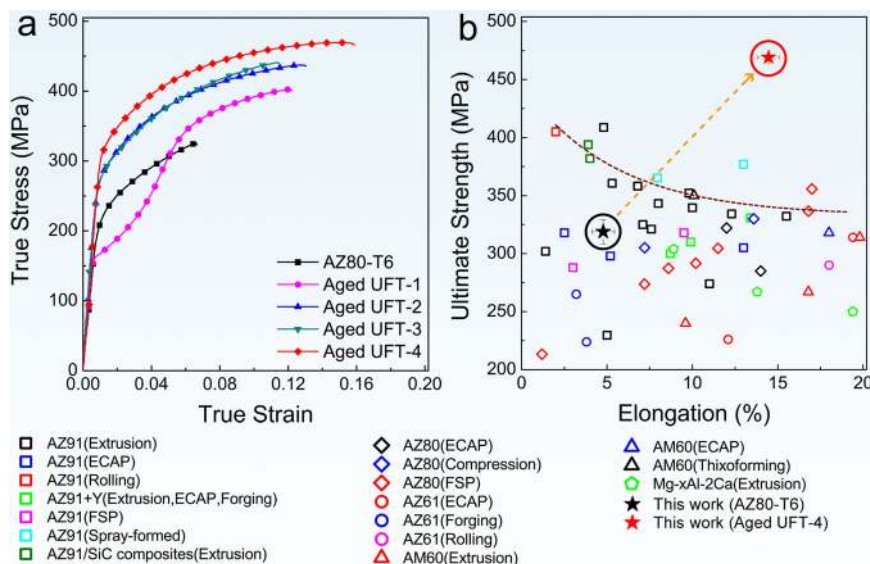 a
500
400
300
200
100
0
True Stress (MPa)
0.00 0.04 0.08 0.12 0.16 0.20
True Strain
AZ80-T6
Aged UFT-1
Aged UFT-2
Aged UFT-3
Aged UFT-4
b
500
450
400
350
300
250
200
Ultimate Strength (MPa)
0 5 10 15 20
Elongation (%)
AZ91(Extrusion)
AZ91(ECAP)
AZ91(Rolling)
AZ91+Y(Extrusion,ECAP,Forging)
AZ91(FSP)
AZ91(Spray-formed)
AZ91/SiC composites(Extrusion)
AZ80(ECAP)
AZ80(Compression)
AZ80(FSP)
AZ61(ECAP)
AZ61(Forging)
AZ61(Rolling)
AM60(Extrusion)
AM60(ECAP)
AM60(Thixoforming)
Mg-xAl-2Ca(Extrusion)
This work (AZ80-T6)
This work (Aged UFT-4)